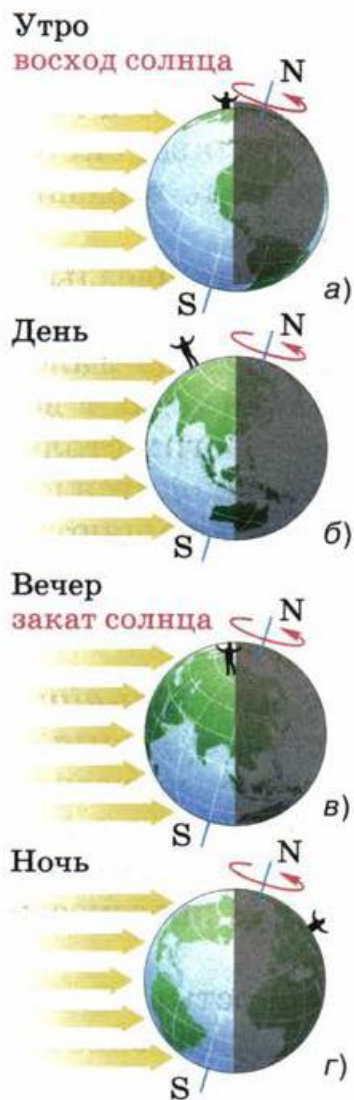 Утро
восход солнца
N
S
а)
День
N
S
б)
Вечер
закат солнца
N
S
в)
Ночь
N
S
г)